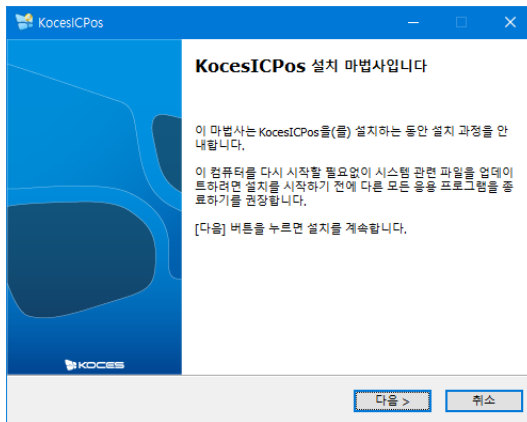 KocesICPos
KocesICPos 설치 마법사입니다
이 마법사는 KocesICPos을(를) 설치하는 동안 설치 과정을 안
내합니다.
이 컴퓨터를 다시 시작할 필요없이 시스템 관련 파일을 업데이
트하려면 설치를 시작하기 전에 다른 모든 응용 프로그램을 종
료하기를 권장합니다.
[다음] 버튼을 누르면 설치를 계속합니다.
KOCES
다음 >
취소